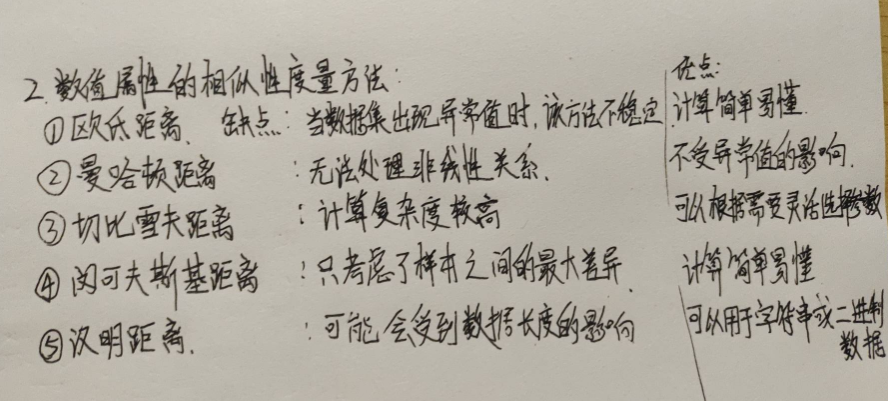 2. 数值属性的相似性度量方法:
优点:
①欧氏距离. 缺点: 当数据集出现异常值时, 该方法不稳定 计算简单易懂.
②曼哈顿距离 : 无法处理非线性关系. 不受异常值的影响.
③切比雪夫距离 : 计算复杂度较高 可以根据需要灵活选择参数
④闵可夫斯基距离 : 只考虑了样本之间的最大差异. 计算简单易懂
⑤汉明距离. : 可能会受到数据长度的影响 可以用于字符串或二进制
数据